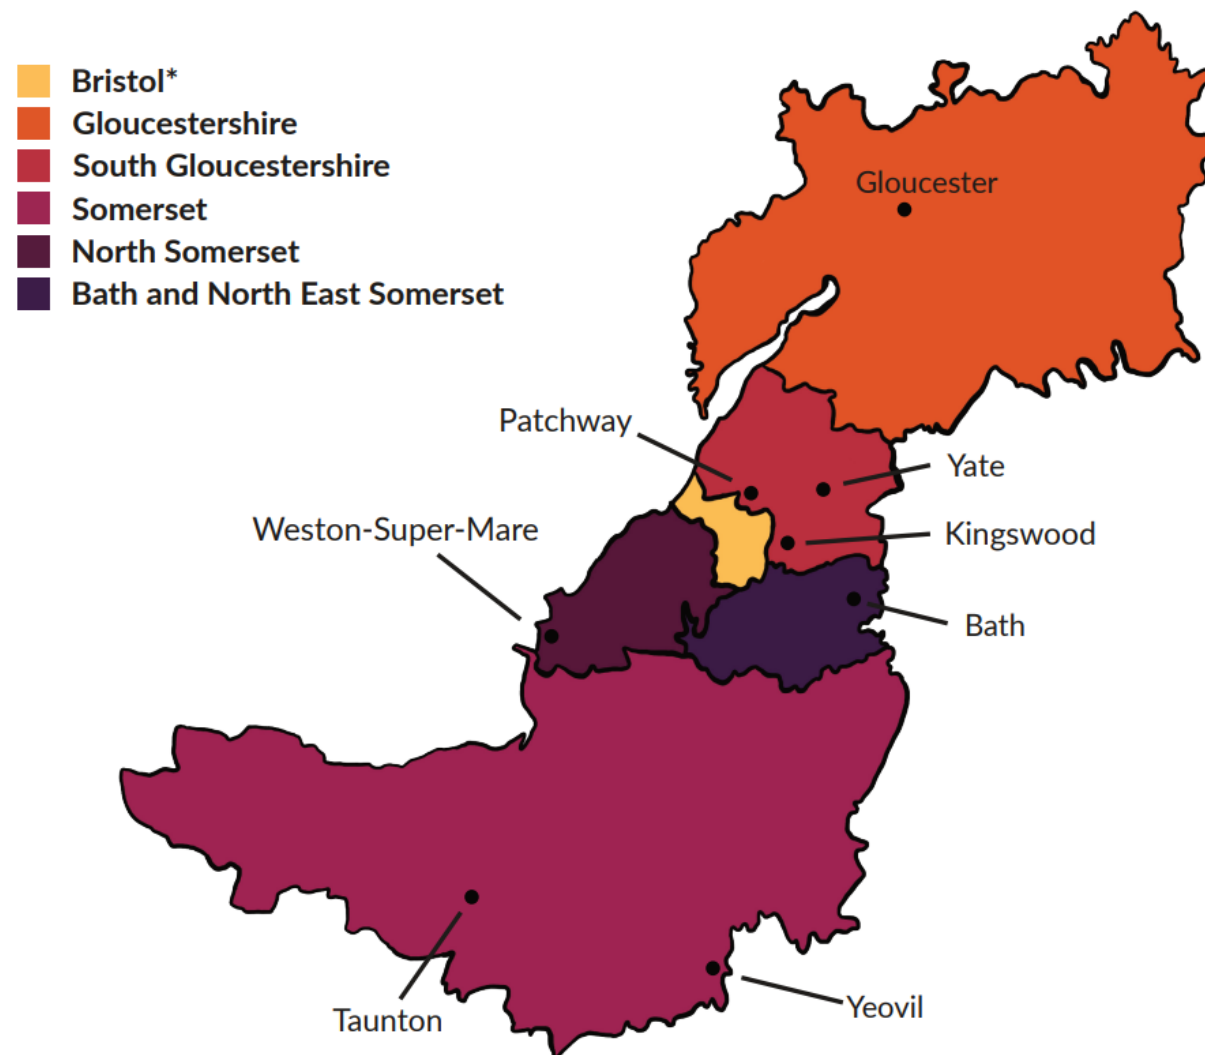 Bristol*
Gloucestershire
South Gloucestershire
Somerset
North Somerset
Bath and North East Somerset
Gloucester
Patchway
Yate
Weston-Super-Mare
Kingswood
Bath
Taunton
Yeovil